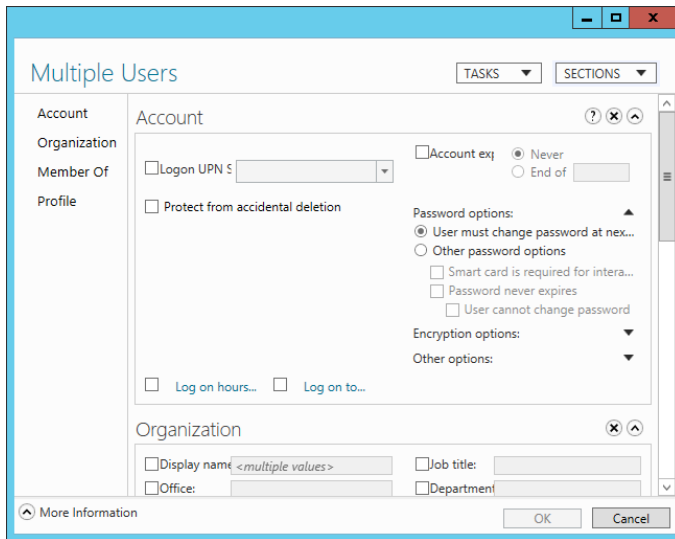 Multiple Users
TASKS
SECTIONS
Account
Organization
Member Of
Profile
Account
Logon UPN S
Account exp
Never
End of
Protect from accidental deletion
Password options:
User must change password at nex...
Other password options
Smart card is required for intera...
Password never expires
User cannot change password
Encryption options:
Other options:
Log on hours...
Log on to...
Organization
Display name
<multiple values>
Job title:
Office:
Department
More Information
OK
Cancel